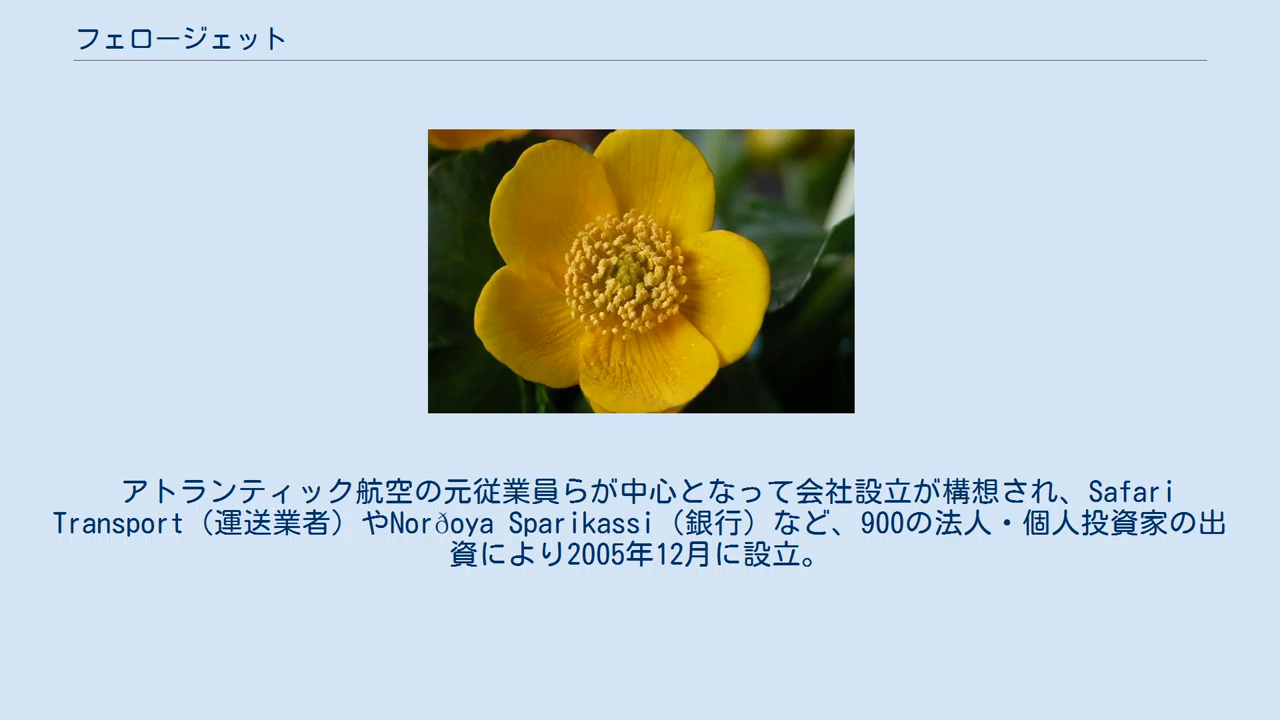 フェロージェット
アトランティック航空の元従業員らが中心となって会社設立が構想され、Safari
Transport（運送業者）やNorðoya Sparikassi（銀行）など、900の法人・個人投資家の出
資により2005年12月に設立。